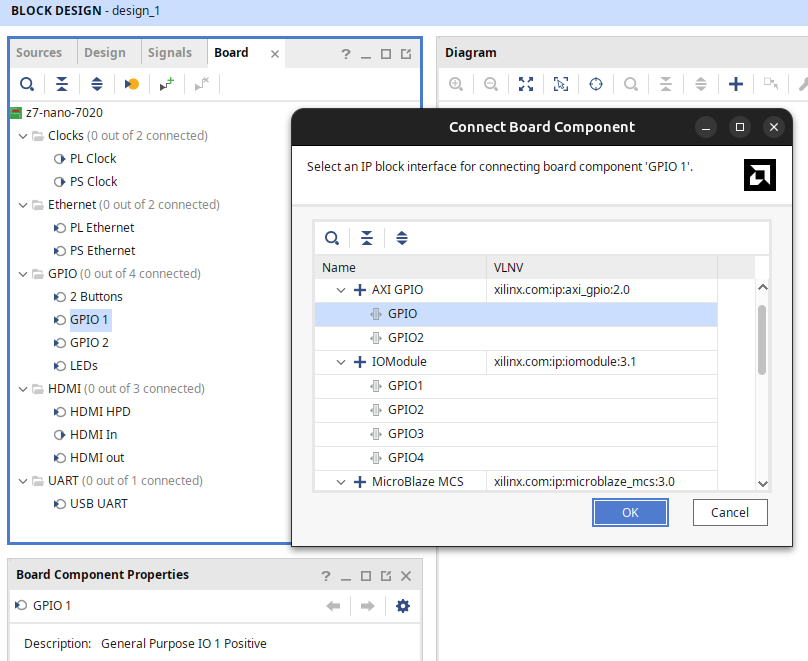 BLOCK DESIGN - design_1
Sources Design Signals Board
z7-nano-7020
Clocks (0 out of 2 connected)
PL Clock
PS Clock
Ethernet (0 out of 2 connected)
PL Ethernet
PS Ethernet
GPIO (0 out of 4 connected)
2 Buttons
GPIO 1
GPIO 2
LEDs
HDMI (0 out of 3 connected)
HDMI HPD
HDMI In
HDMI out
UART (0 out of 1 connected)
USB UART
Board Component Properties
GPIO 1
Description: General Purpose IO 1 Positive
Diagram
Connect Board Component
Select an IP block interface for connecting board component 'GPIO 1'.
Name VLNV
AXI GPIO xilinx.com:ip:axi_gpio:2.0
GPIO
GPIO2
IOModule xilinx.com:ip:iomodule:3.1
GPIO1
GPIO2
GPIO3
GPIO4
MicroBlaze MCS xilinx.com:ip:microblaze_mcs:3.0
OK Cancel